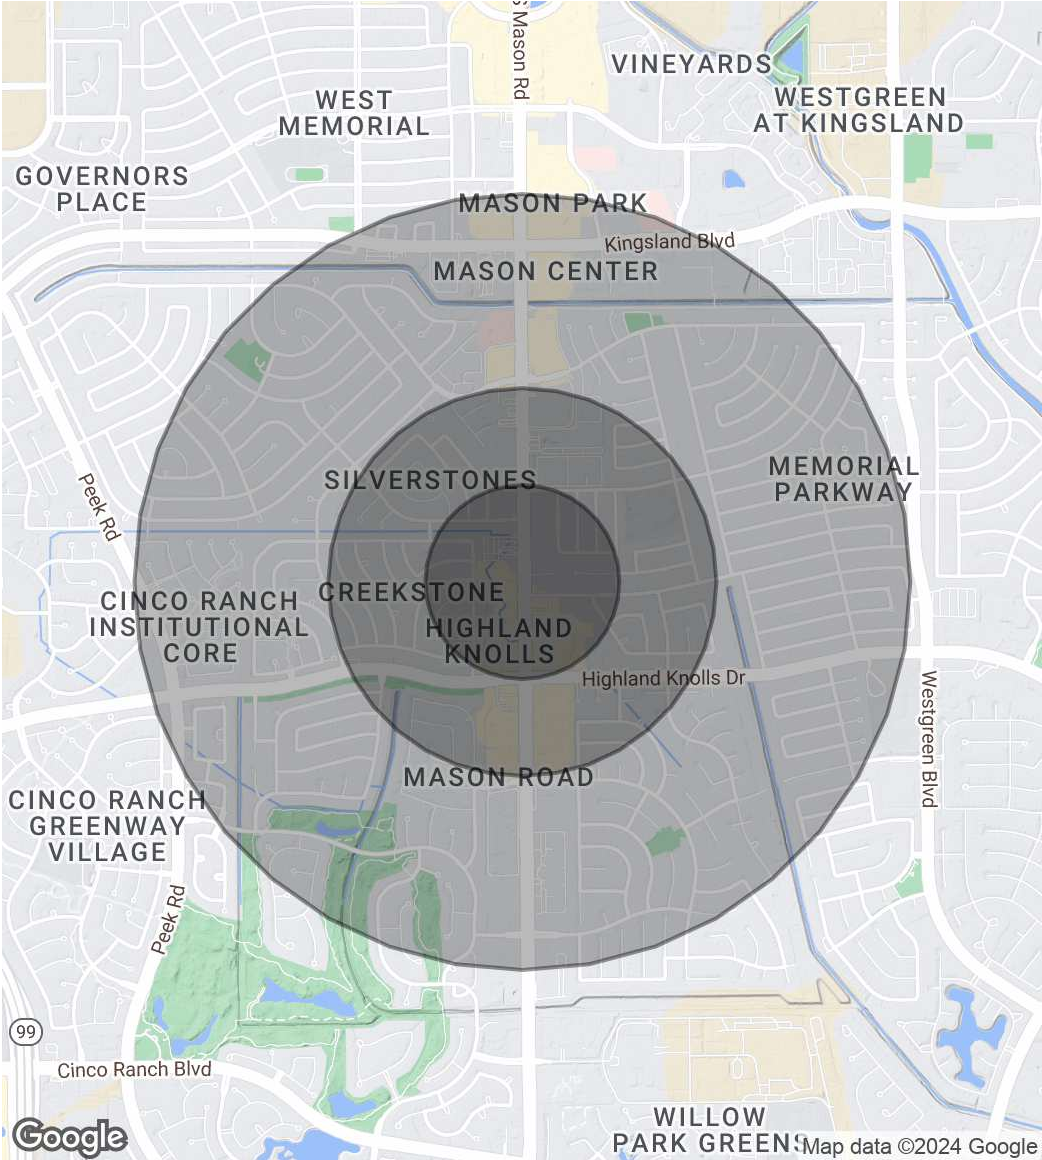 S Mason Rd
VINEYARDS
WEST
MEMORIAL
WESTGREEN
AT KINGSLAND
GOVERNORS
PLACE
MASON PARK
Kingsland Blvd
MASON CENTER
MEMORIAL
PARKWAY
SILVERSTONES
Peek Rd
CREEKSTONE
CINCO RANCH
INSTITUTIONAL
CORE
HIGHLAND
KNOLLS
Highland Knolls Dr
Westgreen Blvd
MASON ROAD
CINCO RANCH
GREENWAY
VILLAGE
Peek Rd
99
Cinco Ranch Blvd
WILLOW
PARK GREENS
Google
Map data ©2024 Google